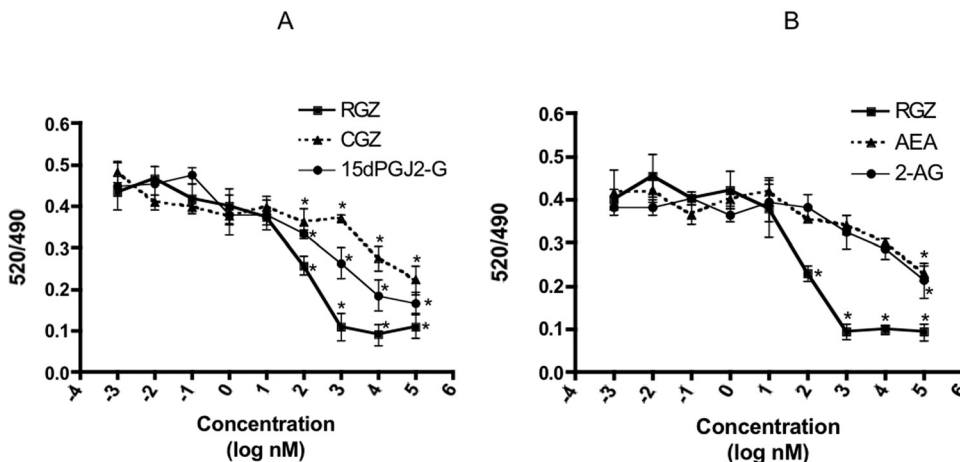 A
RGZ
CGZ
15dPGJ2-G
520/490
0.6
0.5
0.4
0.3
0.2
0.1
0.0
-4
-3
-2
-1
0
1
2
3
4
5
6
* * * *
* * * *
* * * *
Concentration
(log nM)
B
RGZ
AEA
2-AG
520/490
0.6
0.5
0.4
0.3
0.2
0.1
0.0
-4
-3
-2
-1
0
1
2
3
4
5
6
* * * *
*
*
Concentration
(log nM)